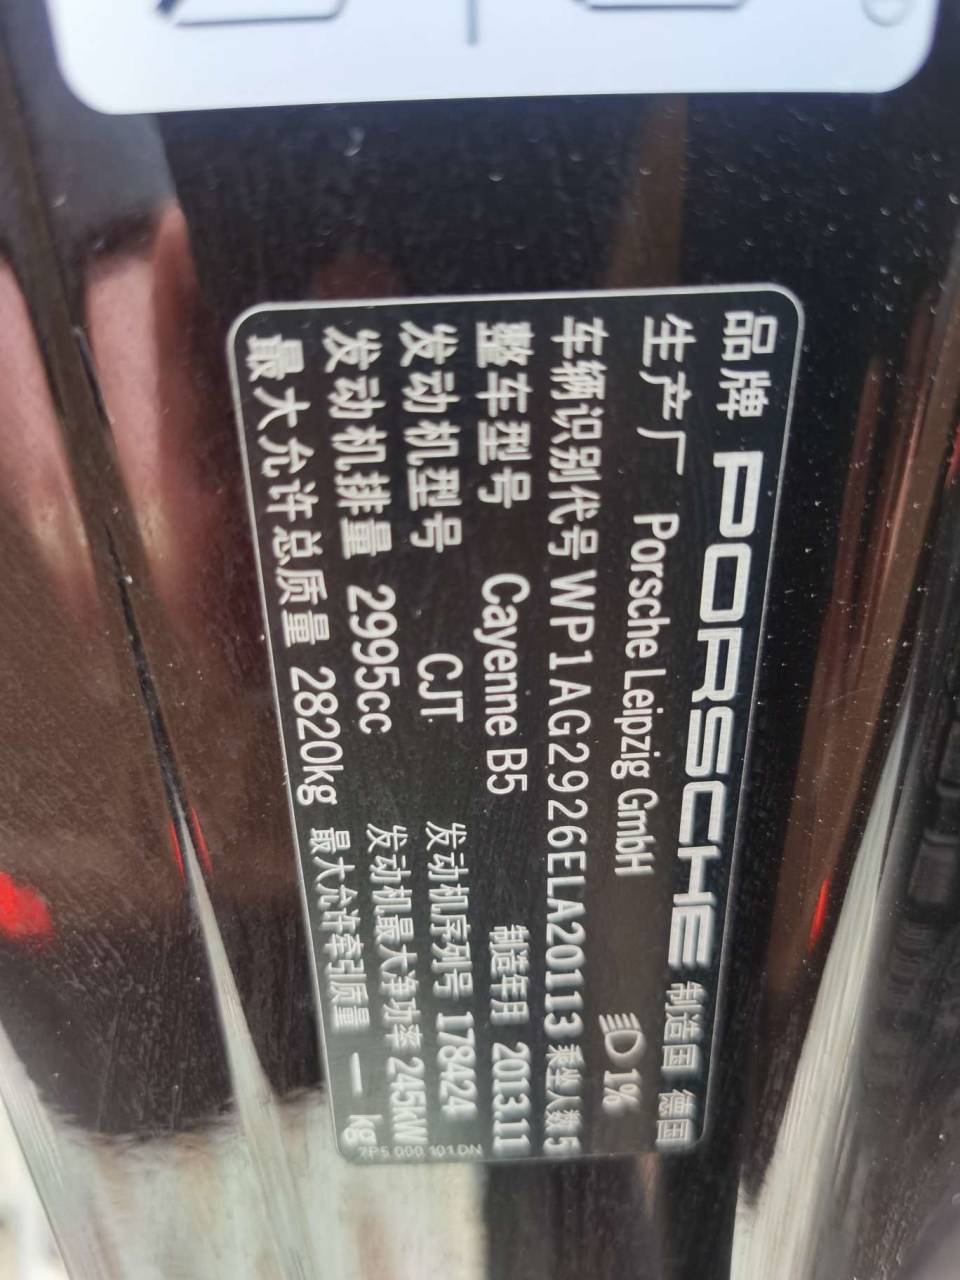 品牌 PORSCHE 制造国 德国
生产厂 Porsche Leipzig GmbH 1%
车辆识别代号 WP1AG2926ELA20113 乘坐人数 5
整车型号 Cayenne B5 制造年月 2013.11
发动机型号 CJT 发动机序列号 178424
发动机排量 2995cc 发动机最大净功率 245kW
最大允许总质量 2820kg 最大允许牵引质量 — kg
7P5 000 101 DN